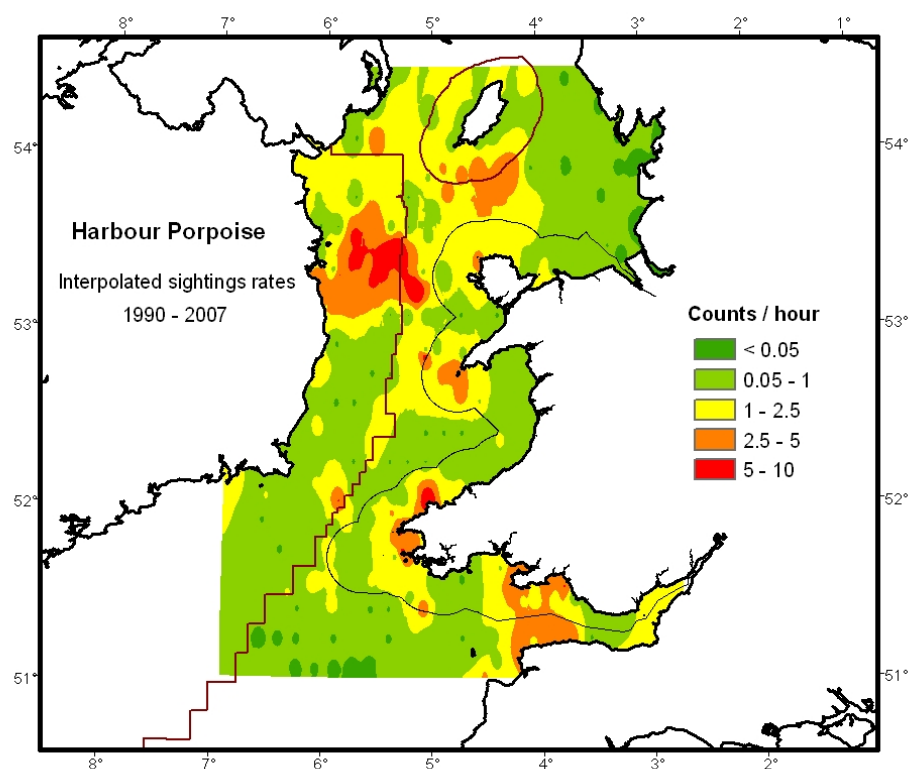 8° 7° 6° 5° 4° 3° 2° 1°
54° 54°
Harbour Porpoise
Interpolated sightings rates
1990 - 2007
53° 53°
Counts / hour
< 0.05
0.05 - 1
1 - 2.5
2.5 - 5
5 - 10
52° 52°
51° 51°
8° 7° 6° 5° 4° 3° 2°